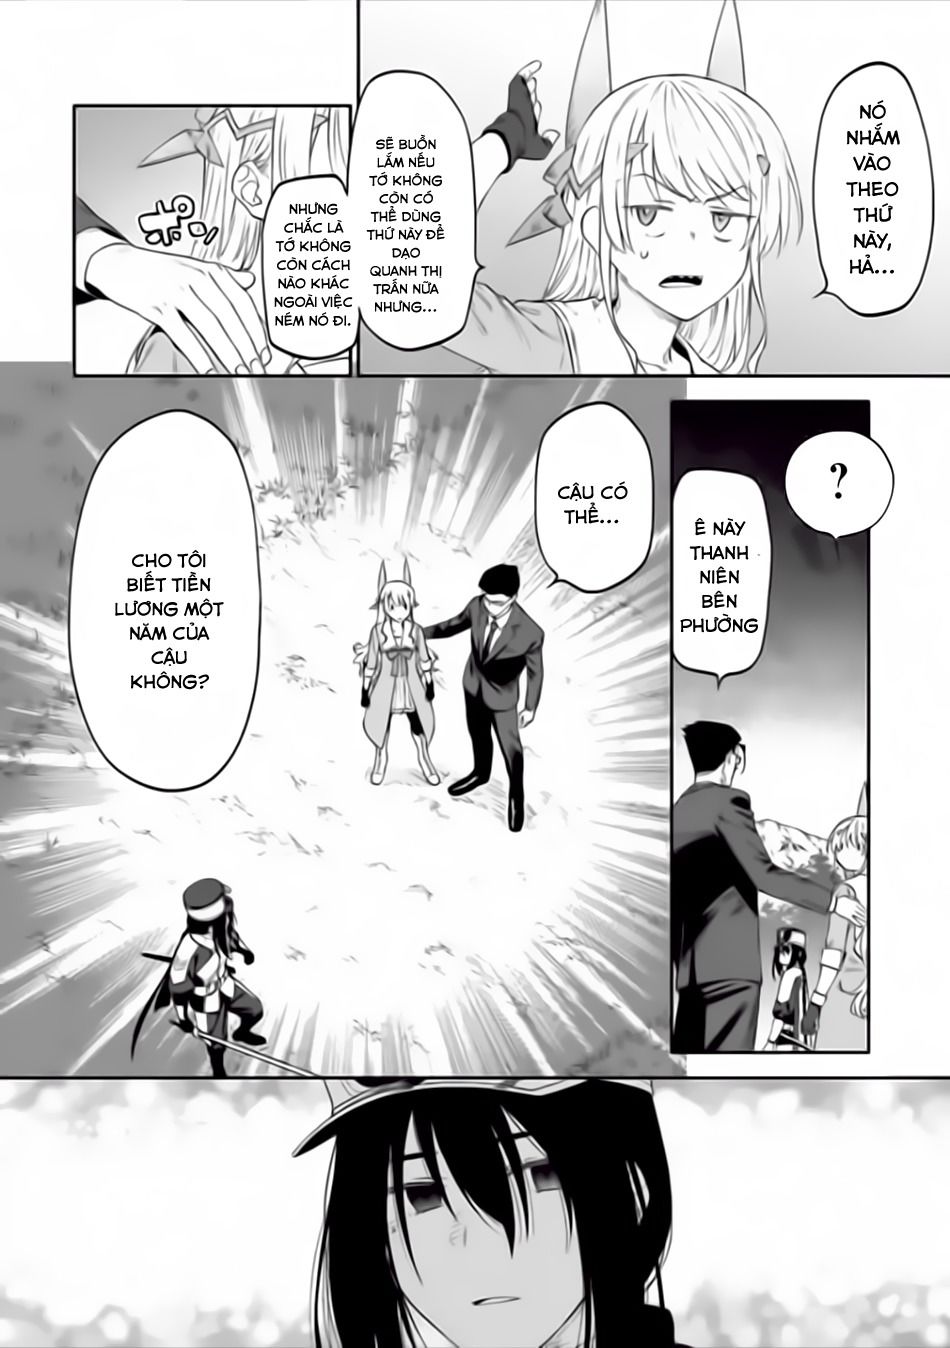 NÓ
NHẮM
VÀO
THEO
THỨ
NÀY,
HẢ...
SẼ BUỒN
LẮM NẾU
TỚ KHÔNG
CÒN CÓ
THỂ DÙNG
THỨ NÀY ĐỂ
DẠO
QUANH THỊ
TRẤN NỮA
NHƯNG...
NHƯNG
CHẮC LÀ
TỚ KHÔNG
CÒN CÁCH
NÀO KHÁC
NGOÀI VIỆC
NÉM NÓ ĐI.
ポン
?
Ê NÀY
THANH
NIÊN
BÊN
PHƯỜNG
CẬU CÓ
THỂ...
CHO TÔI
BIẾT TIỀN
LƯƠNG MỘT
NĂM CỦA
CẬU
KHÔNG?